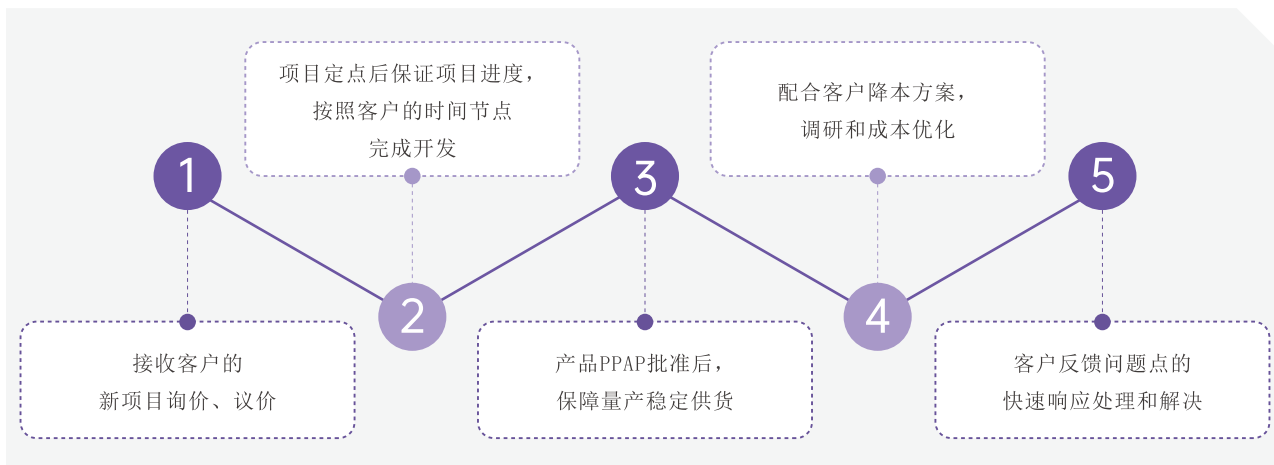 1
接收客户的
新项目询价、议价
2
项目定点后保证项目进度，
按照客户的时间节点
完成开发
3
产品PPAP批准后，
保障量产稳定供货
4
配合客户降本方案，
调研和成本优化
5
客户反馈问题点的
快速响应处理和解决